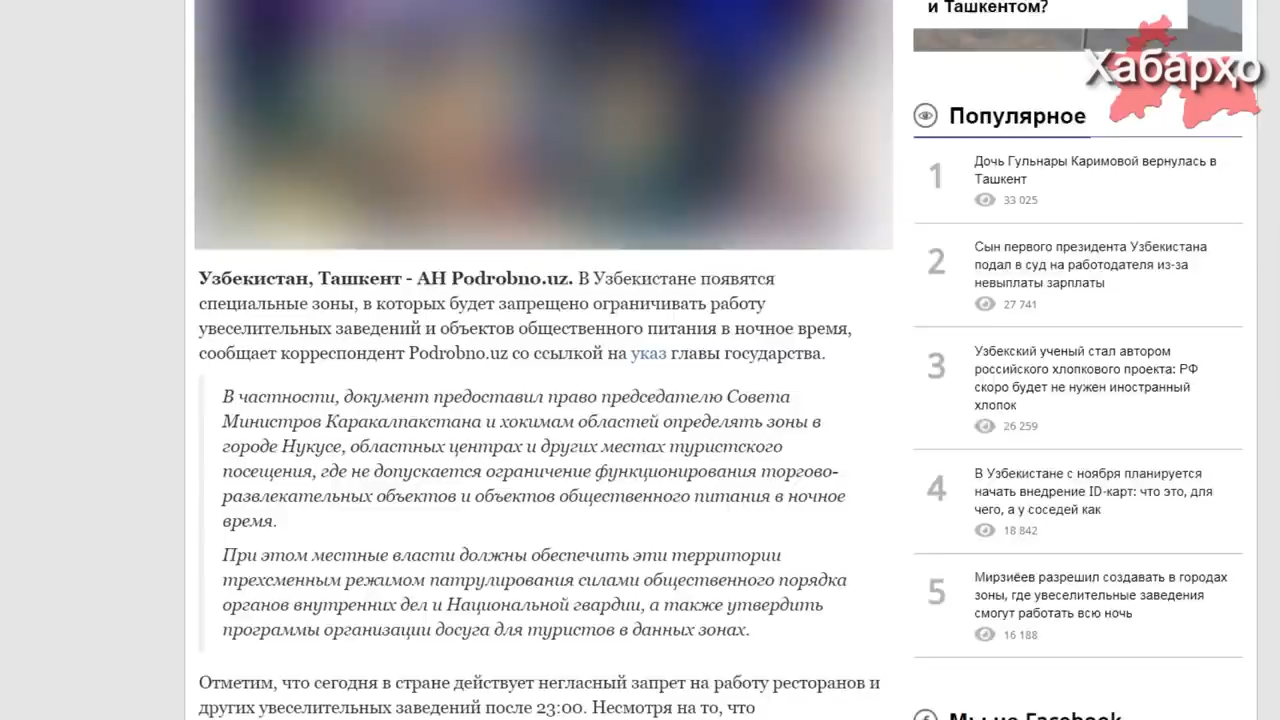 и Ташкентом?
Хабарҳо
Популярное
1
Дочь Гульнары Каримовой вернулась в
Ташкент
33 025
2
Сын первого президента Узбекистана
подал в суд на работодателя из-за
невыплаты зарплаты
27 741
3
Узбекский ученый стал автором
российского хлопкового проекта: РФ
скоро будет не нужен иностранный
хлопок
26 259
4
В Узбекистане с ноября планируется
начать внедрение ID-карт: что это, для
чего, а у соседей как
18 842
5
Мирзиёев разрешил создавать в городах
зоны, где увеселительные заведения
смогут работать всю ночь
16 188
Мы на Facebook
Узбекистан, Ташкент - АН Podrobno.uz. В Узбекистане появятся
специальные зоны, в которых будет запрещено ограничивать работу
увеселительных заведений и объектов общественного питания в ночное время,
сообщает корреспондент Podrobno.uz со ссылкой на указ главы государства.
В частности, документ предоставил право председателю Совета
Министров Каракалпакстана и хокимам областей определять зоны в
городе Нукусе, областных центрах и других местах туристского
посещения, где не допускается ограничение функционирования торгово-
развлекательных объектов и объектов общественного питания в ночное
время.
При этом местные власти должны обеспечить эти территории
трехсменным режимом патрулирования силами общественного порядка
органов внутренних дел и Национальной гвардии, а также утвердить
программы организации досуга для туристов в данных зонах.
Отметим, что сегодня в стране действует негласный запрет на работу ресторанов и
других увеселительных заведений после 23:00. Несмотря на то, что